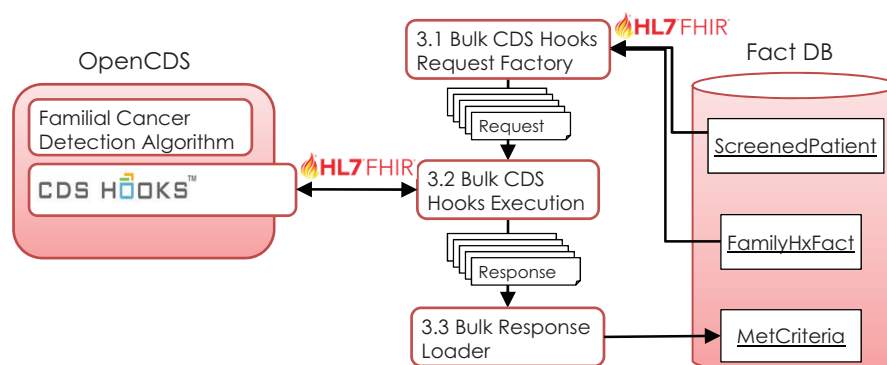 OpenCDS
Familial Cancer
Detection Algorithm
CDS HOOKS™
HL7® FHIR®
3.1 Bulk CDS Hooks
Request Factory
Request
3.2 Bulk CDS
Hooks Execution
Response
3.3 Bulk Response
Loader
HL7® FHIR®
Fact DB
ScreenedPatient
FamilyHxFact
MetCriteria